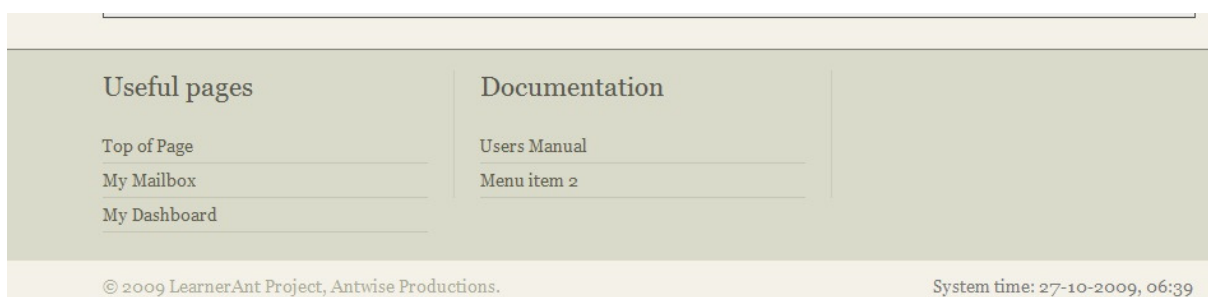 Useful pages
Top of Page
My Mailbox
My Dashboard
Documentation
Users Manual
Menu item 2
© 2009 LearnerAnt Project, Antwise Productions.
System time: 27-10-2009, 06:39